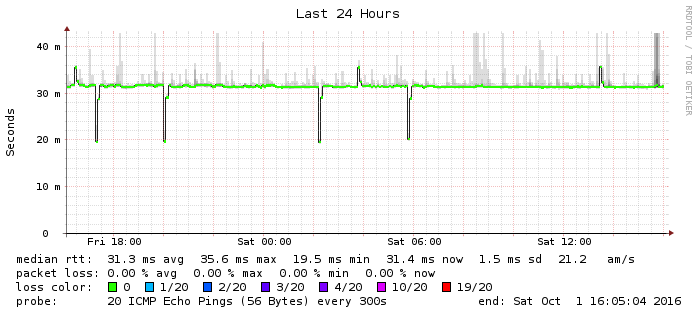 Last 24 Hours
RRDTOOL / TOBI OETIKER
Seconds
40 m
30 m
20 m
10 m
0
Fri 18:00 Sat 00:00 Sat 06:00 Sat 12:00
median rtt: 31.3 ms avg 35.6 ms max 19.5 ms min 31.4 ms now 1.5 ms sd 21.2 am/s
packet loss: 0.00 % avg 0.00 % max 0.00 % min 0.00 % now
loss color: 0 1/20 2/20 3/20 4/20 10/20 19/20
probe: 20 ICMP Echo Pings (56 Bytes) every 300s end: Sat Oct 1 16:05:04 2016